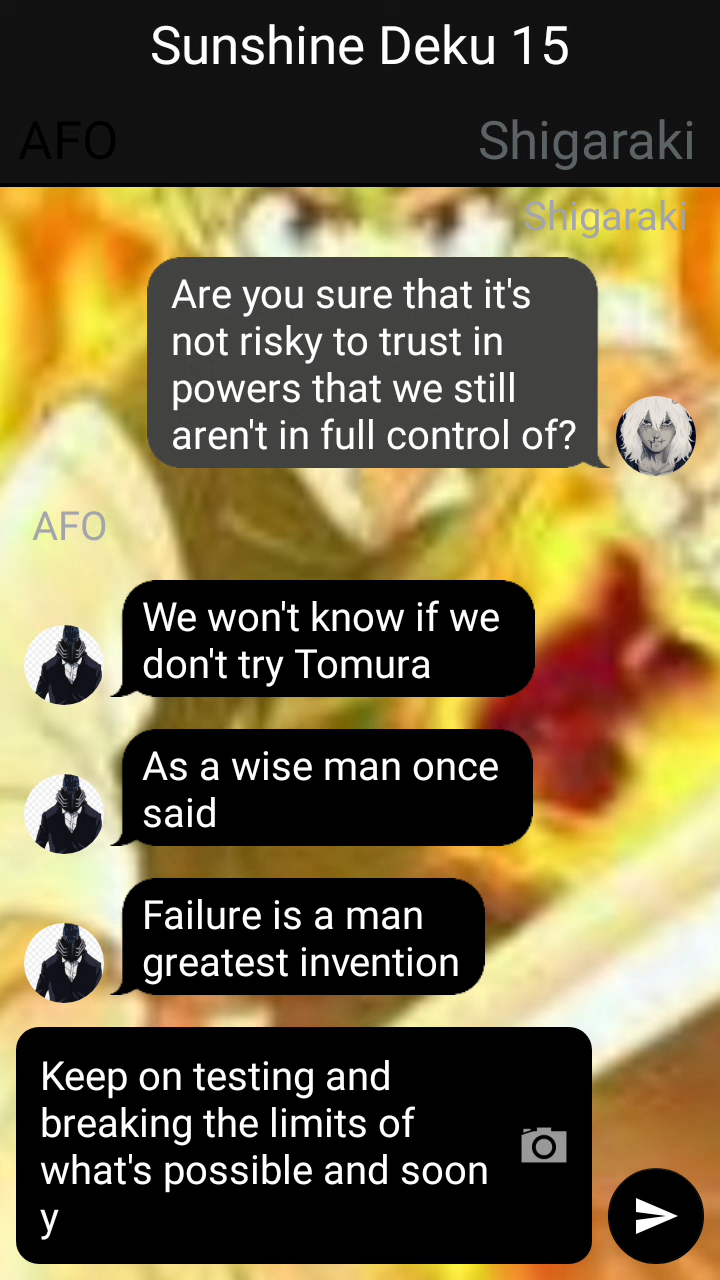 Sunshine Deku 15
AFO
Shigaraki
Shigaraki
Are you sure that it's
not risky to trust in
powers that we still
aren't in full control of?
AFO
We won't know if we
don't try Tomura
As a wise man once
said
Failure is a man
greatest invention
Keep on testing and
breaking the limits of
what's possible and soon
y